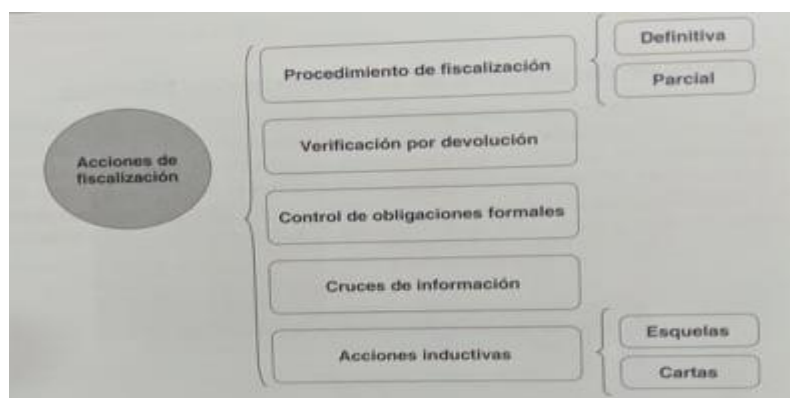 Acciones de
fiscalización
Procedimiento de fiscalización
Definitiva
Parcial
Verificación por devolución
Control de obligaciones formales
Cruces de información
Acciones inductivas
Esquelas
Cartas